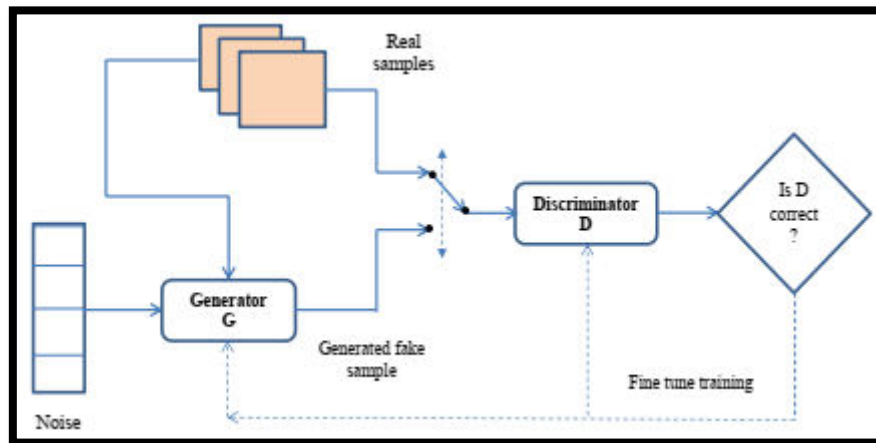 Real
samples
Is D
correct
?
Discriminator
D
Generator
G
Generated fake
sample
Fine tune training
Noise